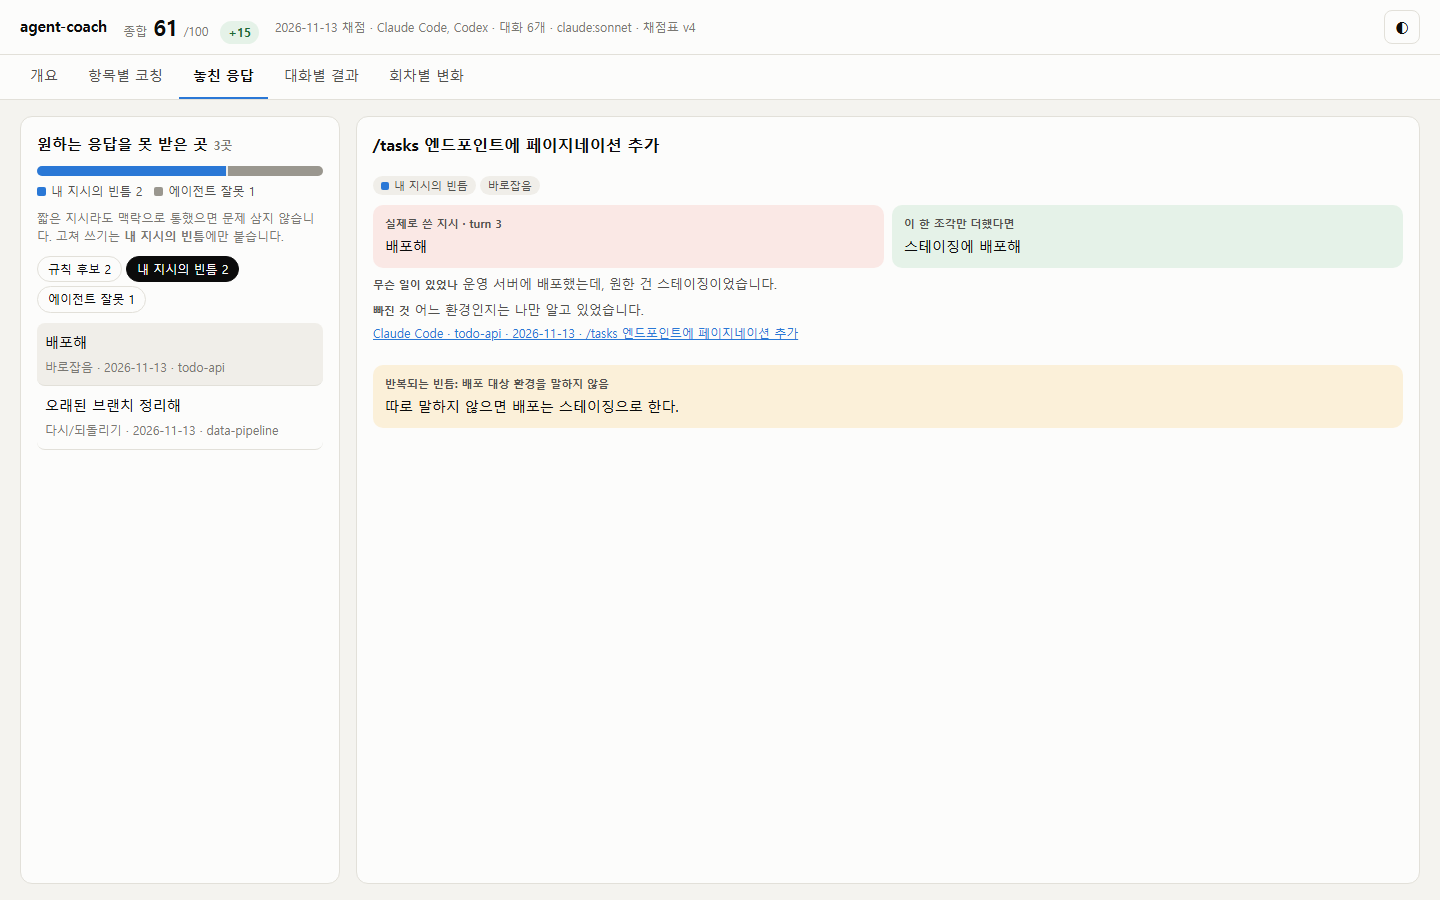 agent-coach 종합 61 /100 +15 2026-11-13 채점 · Claude Code, Codex · 대화 6개 · claude:sonnet · 채점표 v4
개요 항목별 코칭 놓친 응답 대화별 결과 회차별 변화
원하는 응답을 못 받은 곳 3곳
내 지시의 빈틈 2 에이전트 잘못 1
짧은 지시라도 맥락으로 통했으면 문제 삼지 않습니
다. 고쳐 쓰기는 내 지시의 빈틈에만 붙습니다.
규칙 후보 2 내 지시의 빈틈 2
에이전트 잘못 1
배포해
바로잡음 · 2026-11-13 · todo-api
오래된 브랜치 정리해
다시/되돌리기 · 2026-11-13 · data-pipeline
/tasks 엔드포인트에 페이지네이션 추가
내 지시의 빈틈 바로잡음
실제로 쓴 지시 · turn 3
배포해
이 한 조각만 더했다면
스테이징에 배포해
무슨 일이 있었나 운영 서버에 배포했는데, 원한 건 스테이징이었습니다.
빠진 것 어느 환경인지는 나만 알고 있었습니다.
Claude Code · todo-api · 2026-11-13 · /tasks 엔드포인트에 페이지네이션 추가
반복되는 빈틈: 배포 대상 환경을 말하지 않음
따로 말하지 않으면 배포는 스테이징으로 한다.